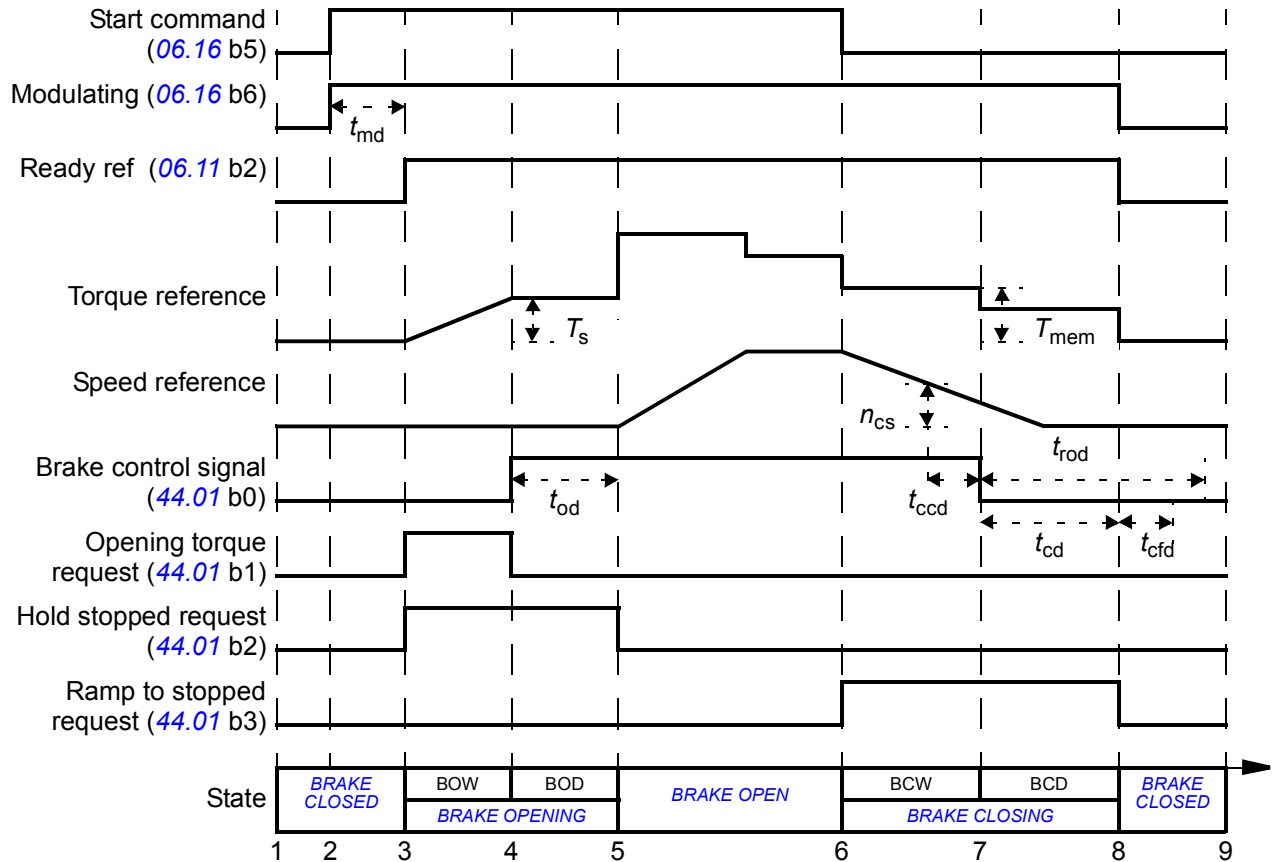 Start command
(06.16 b5)
Modulating (06.16 b6)
tmd
Ready ref (06.11 b2)
Torque reference
Ts
Tmem
Speed reference
ncs
trod
Brake control signal
(44.01 b0)
tod
tccd
tcd
tcfd
Opening torque
request (44.01 b1)
Hold stopped request
(44.01 b2)
Ramp to stopped
request (44.01 b3)
State
BRAKE
CLOSED
BOW
BOD
BRAKE OPENING
BRAKE OPEN
BCW
BCD
BRAKE CLOSING
BRAKE
CLOSED
1 2 3 4 5 6 7 8 9